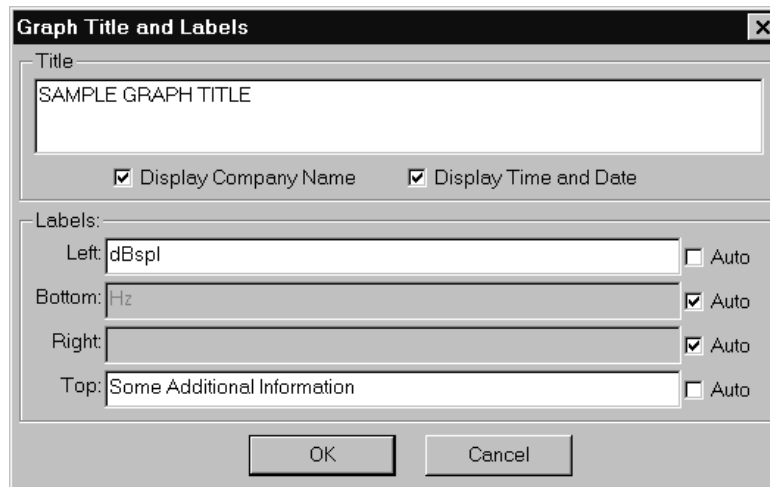 Graph Title and Labels
Title
SAMPLE GRAPH TITLE
Display Company Name Display Time and Date
Labels:
Left: dBspl Auto
Bottom: Hz Auto
Right: Auto
Top: Some Additional Information Auto
OK Cancel